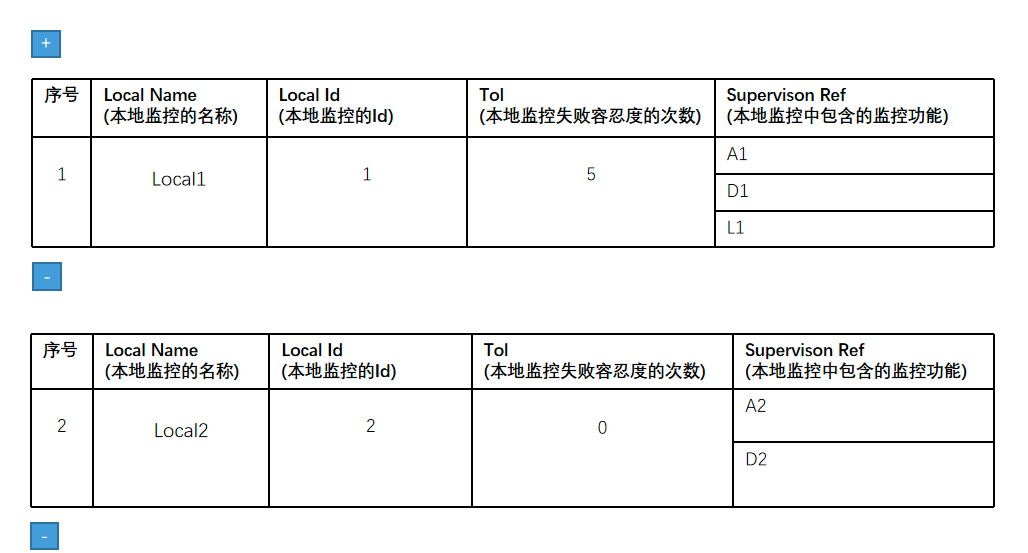 +
序号 Local Name Local Id Tol Supervison Ref
(本地监控的名称) (本地监控的Id) (本地监控失败容忍度的次数) (本地监控中包含的监控功能)
1 Local1 1 5 A1
D1
L1
-
序号 Local Name Local Id Tol Supervison Ref
(本地监控的名称) (本地监控的Id) (本地监控失败容忍度的次数) (本地监控中包含的监控功能)
2 Local2 2 0 A2
D2
-